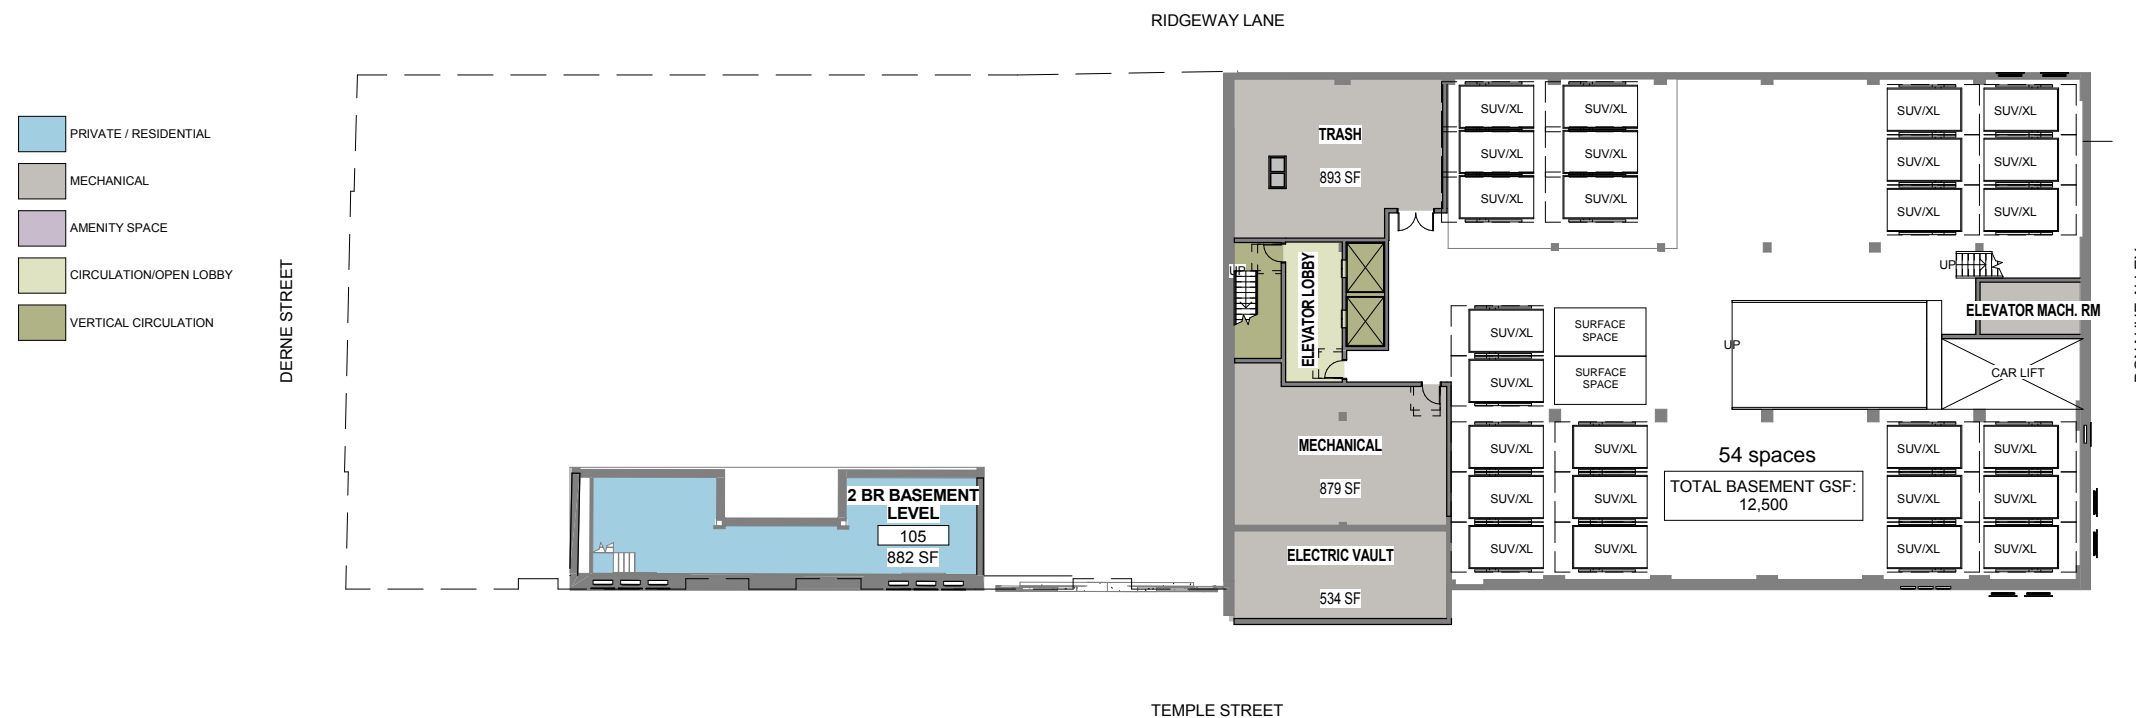 RIDGEWAY LANE
PRIVATE / RESIDENTIAL
MECHANICAL
AMENITY SPACE
CIRCULATION/OPEN LOBBY
VERTICAL CIRCULATION
DERNE STREET
TRASH
893 SF
SUV/XL
SUV/XL
SUV/XL
SUV/XL
SUV/XL
SUV/XL
SUV/XL
SUV/XL
SUV/XL
SUV/XL
SUV/XL
SUV/XL
UP
ELEVATOR LOBBY
UP
ELEVATOR MACH. RM
SUV/XL
SURFACE
SPACE
SUV/XL
SURFACE
SPACE
UP
CAR LIFT
MECHANICAL
879 SF
SUV/XL
SUV/XL
SUV/XL
SUV/XL
SUV/XL
SUV/XL
54 spaces
TOTAL BASEMENT GSF:
12,500
SUV/XL
SUV/XL
SUV/XL
SUV/XL
SUV/XL
SUV/XL
2 BR BASEMENT
LEVEL
105
882 SF
ELECTRIC VAULT
534 SF
TEMPLE STREET